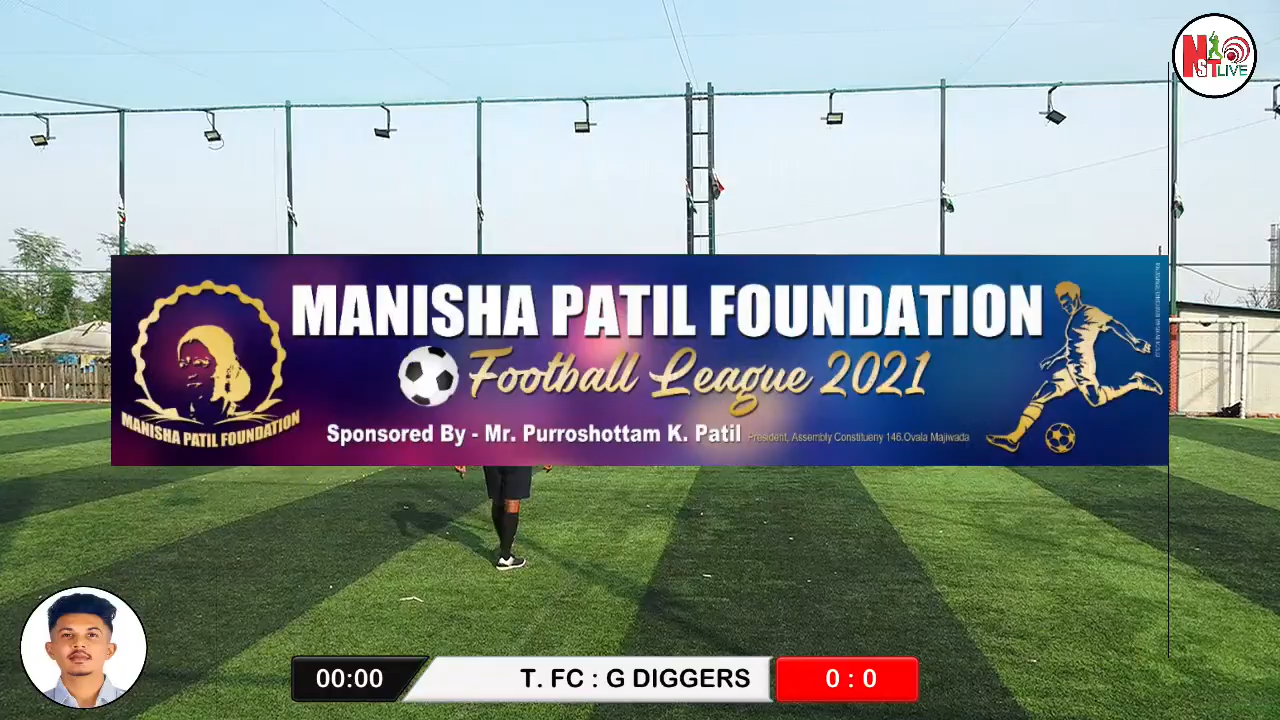 NST LIVE
MANISHA PATIL FOUNDATION
Football League 2021
MANISHA PATIL FOUNDATION
Sponsored By - Mr. Purroshottam K. Patil President, Assembly Constitueny 146.Ovala Majiwada
00:00 T. FC : G DIGGERS 0 : 0